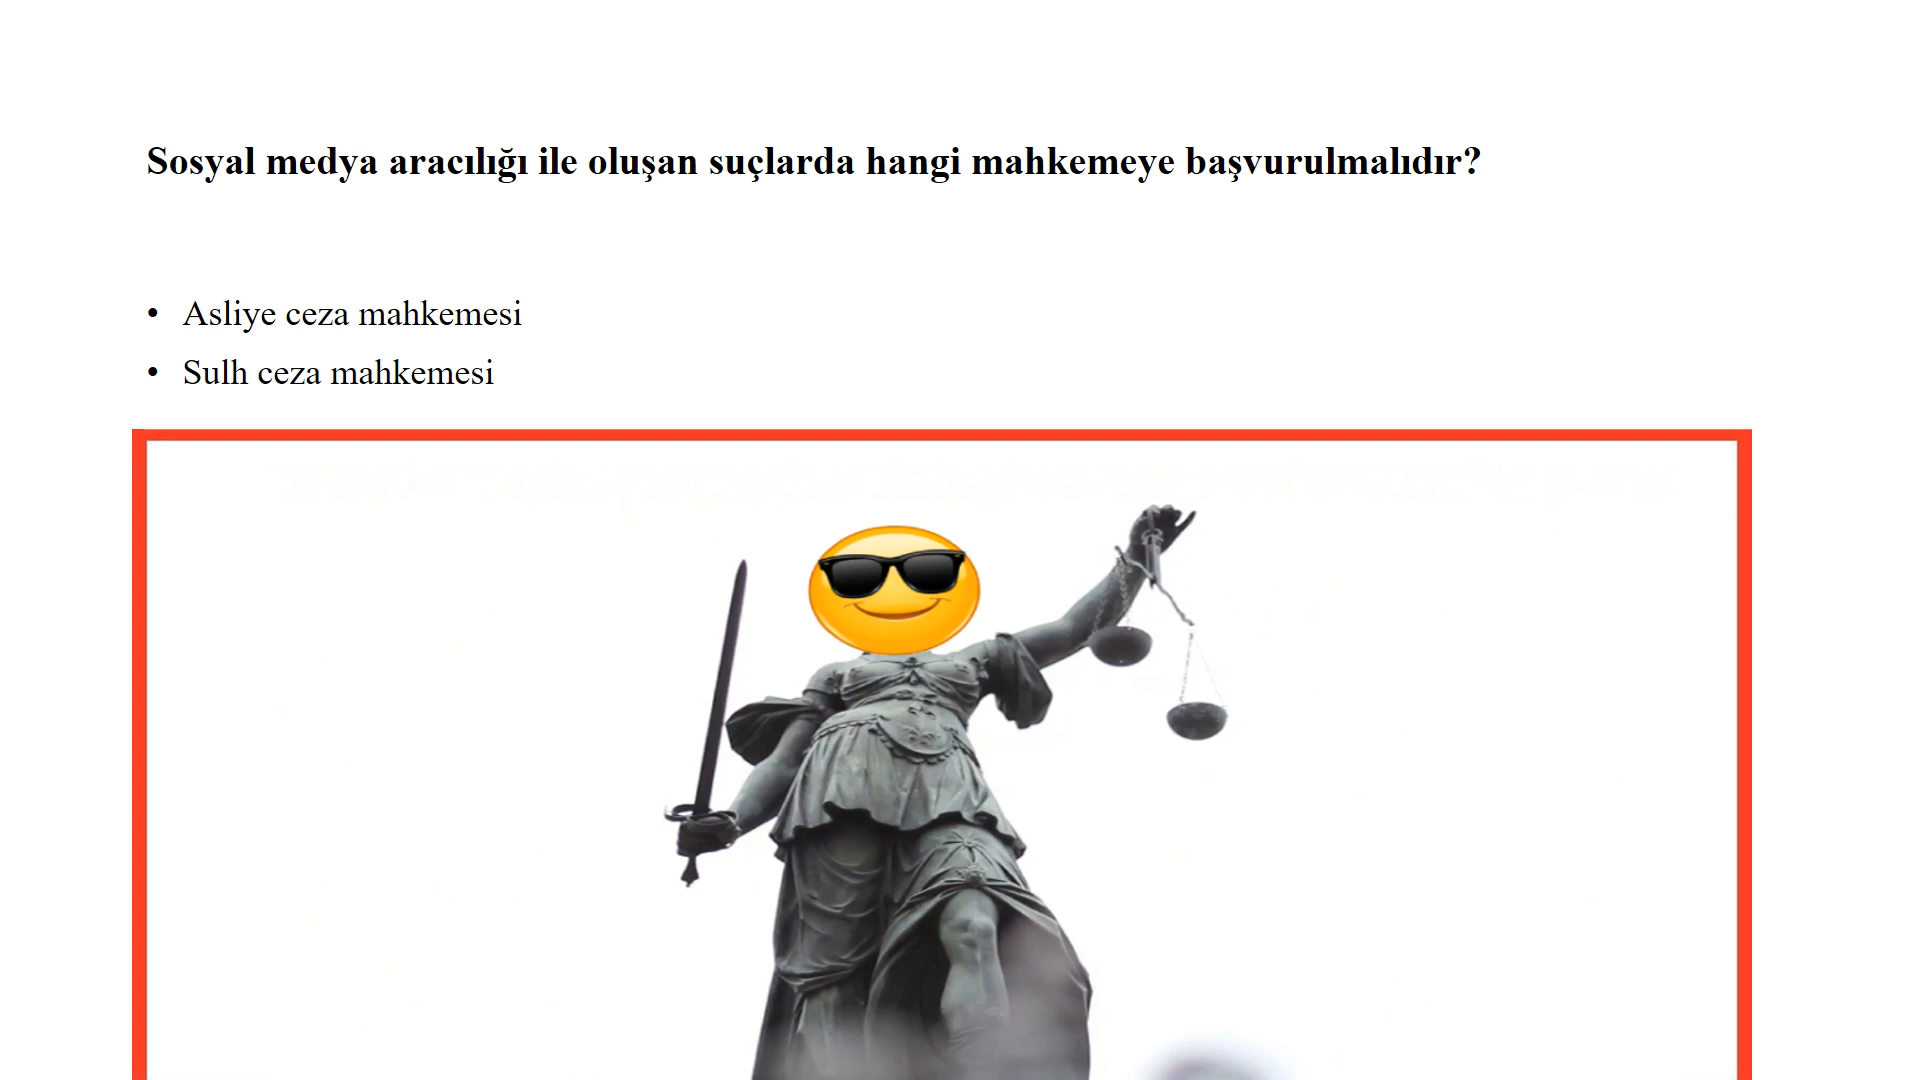 Sosyal medya aracılığı ile oluşan suçlarda hangi mahkemeye başvurulmalıdır?
• Asliye ceza mahkemesi
• Sulh ceza mahkemesi